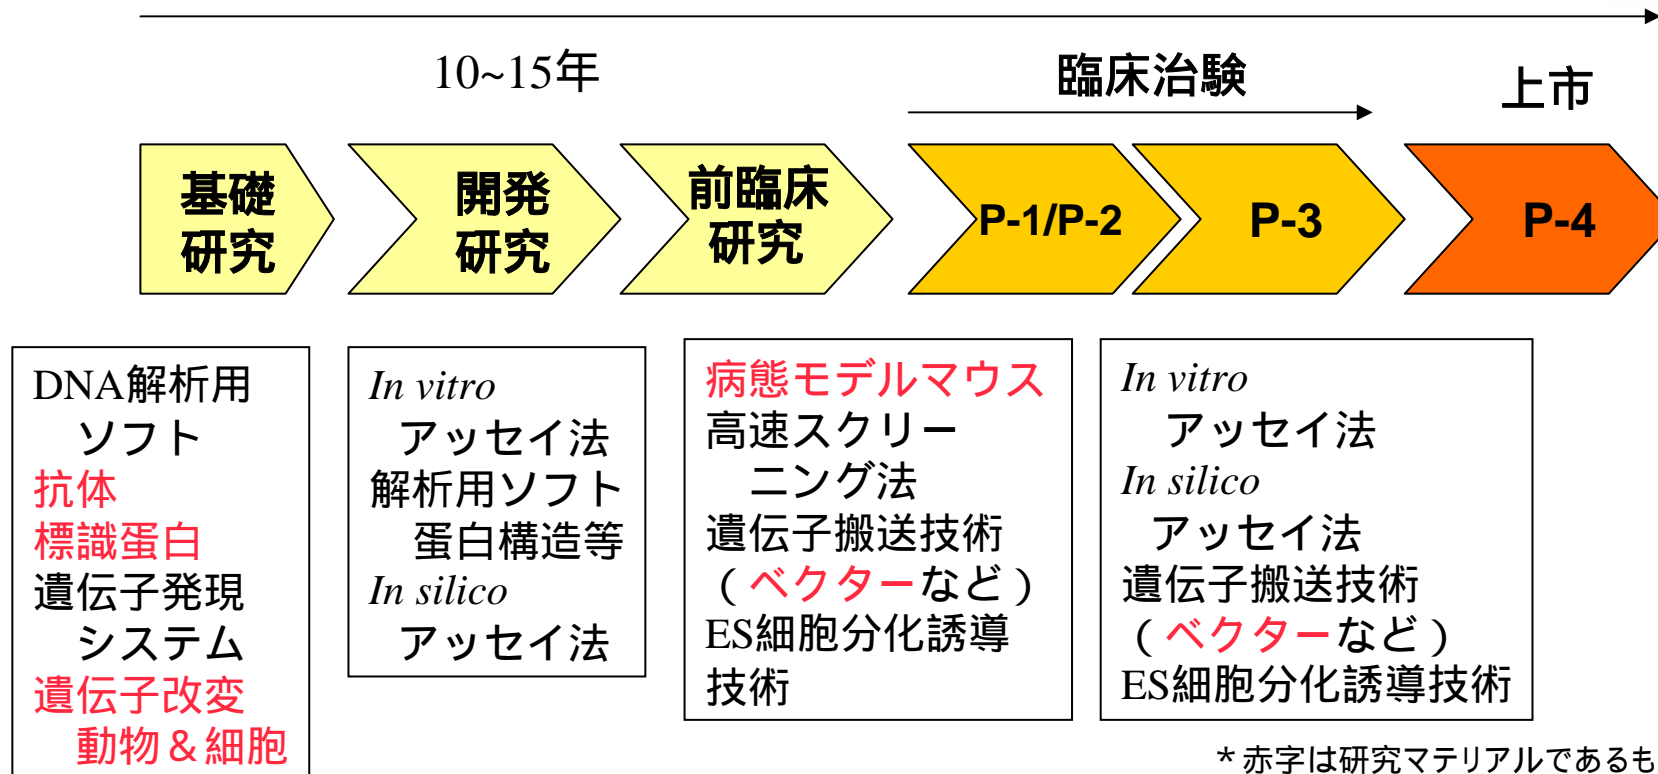 10~15年
臨床治験
上市
基礎
研究
開発
研究
前臨床
研究
P-1/P-2
P-3
P-4
DNA解析用
ソフト
抗体
標識蛋白
遺伝子発現
システム
遺伝子改変
動物＆細胞
In vitro
アッセイ法
解析用ソフト
蛋白構造等
In silico
アッセイ法
病態モデルマウス
高速スクリー
ニング法
遺伝子搬送技術
（ベクターなど）
ES細胞分化誘導
技術
In vitro
アッセイ法
In silico
アッセイ法
遺伝子搬送技術
（ベクターなど）
ES細胞分化誘導技術
＊赤字は研究マテリアルであるも